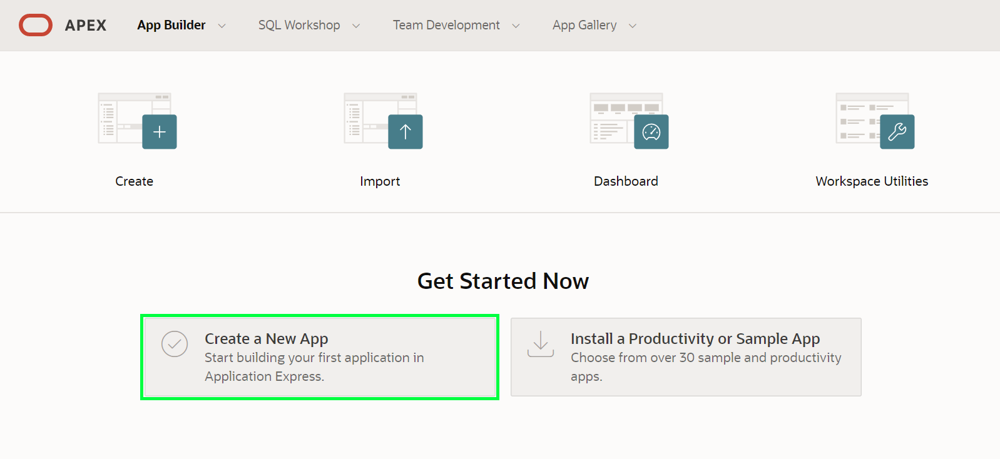 APEX App Builder SQL Workshop Team Development App Gallery
Create Import Dashboard Workspace Utilities
Get Started Now
Create a New App
Start building your first application in
Application Express.
Install a Productivity or Sample App
Choose from over 30 sample and productivity
apps.